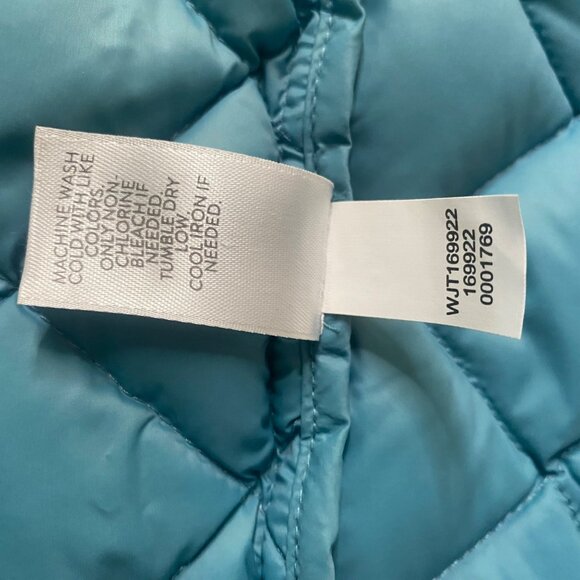 MACHINE WASH
COLD WITH LIKE
COLORS.
ONLY NON-
CHLORINE
BLEACH IF
NEEDED.
TUMBLE DRY
LOW.
COOL IRON IF
NEEDED.
WJT169922
169922
0001769